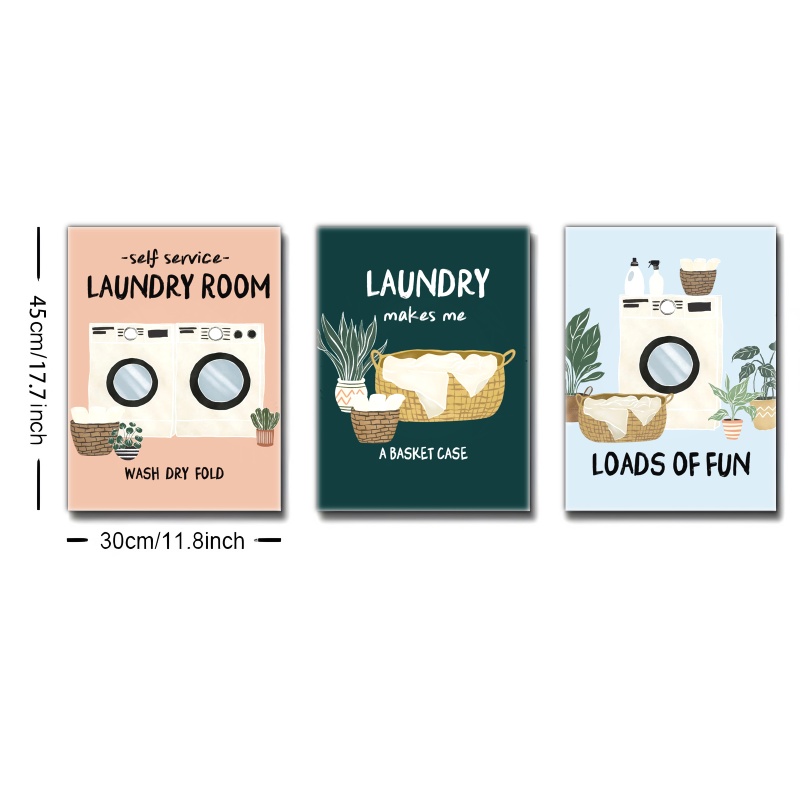 -self service-
LAUNDRY ROOM
WASH DRY FOLD
LAUNDRY
makes me
A BASKET CASE
LOADS OF FUN
45cm/17.7inch
30cm/11.8inch